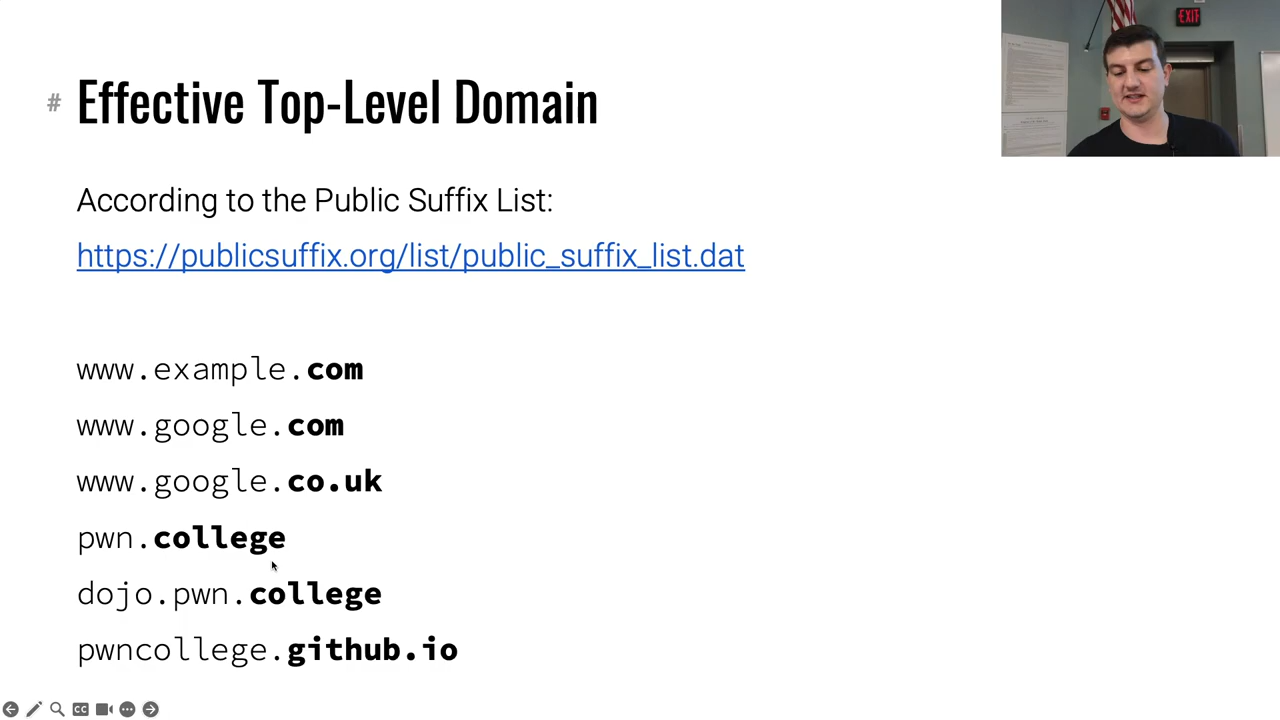 # Effective Top-Level Domain
According to the Public Suffix List:
https://publicsuffix.org/list/public_suffix_list.dat
www.example.com
www.google.com
www.google.co.uk
pwn.college
dojo.pwn.college
pwncollege.github.io
EXIT
CC